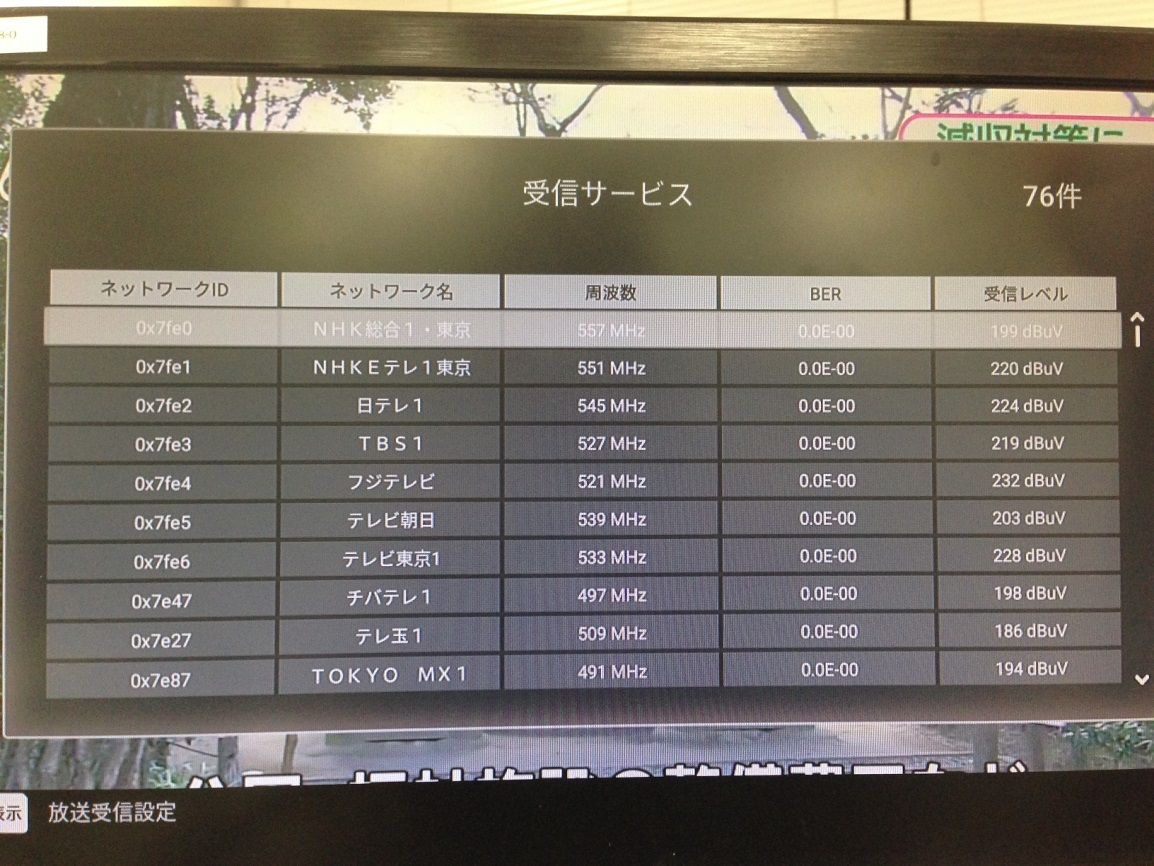 減収対策に
受信サービス 76件
ネットワークID ネットワーク名 周波数 BER 受信レベル
0x7fe0 ＮＨＫ総合１・東京 557 MHz 0.0E-00 199 dBuV
0x7fe1 ＮＨＫＥテレ１東京 551 MHz 0.0E-00 220 dBuV
0x7fe2 日テレ１ 545 MHz 0.0E-00 224 dBuV
0x7fe3 ＴＢＳ１ 527 MHz 0.0E-00 219 dBuV
0x7fe4 フジテレビ 521 MHz 0.0E-00 232 dBuV
0x7fe5 テレビ朝日 539 MHz 0.0E-00 203 dBuV
0x7fe6 テレビ東京1 533 MHz 0.0E-00 228 dBuV
0x7e47 チバテレ１ 497 MHz 0.0E-00 198 dBuV
0x7e27 テレ玉１ 509 MHz 0.0E-00 186 dBuV
0x7e87 ＴＯＫＹＯ　ＭＸ１ 491 MHz 0.0E-00 194 dBuV
表示 放送受信設定